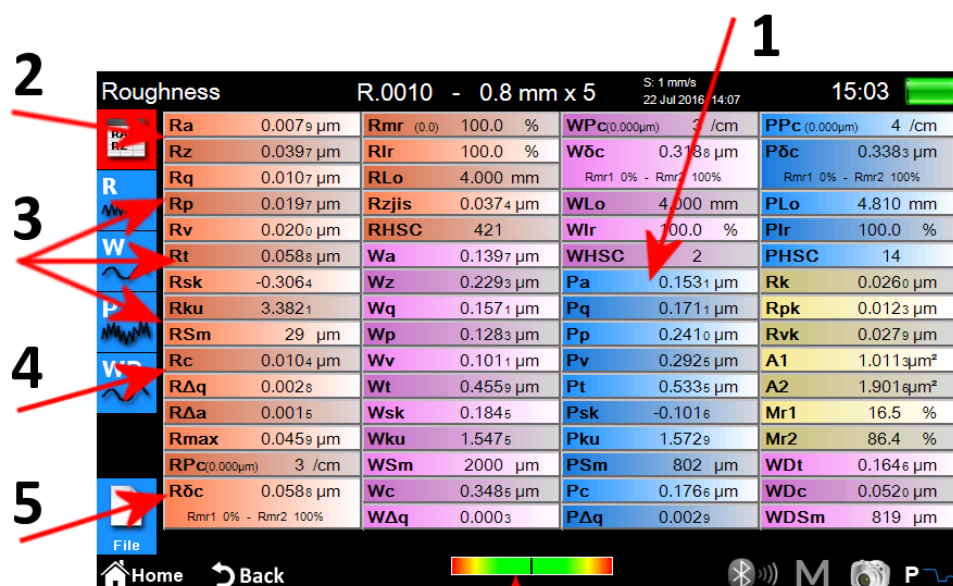 1
2
3
4
5
Roughness R.0010 - 0.8 mm x 5 S: 1 mm/s 22 Jul 2016 14:07 15:03
RA
RZ
R
W
P
File
Ra 0.0079 µm
Rz 0.0397 µm
Rq 0.0107 µm
Rp 0.0197 µm
Rv 0.0200 µm
Rt 0.0588 µm
Rsk -0.3064
Rku 3.3821
RSm 29 µm
Rc 0.0104 µm
RΔq 0.0028
RΔa 0.0015
Rmax 0.0459 µm
RPc(0.000µm) 3 /cm
Rδc 0.0588 µm
Rmr1 0% - Rmr2 100%
Rmr (0.0) 100.0 %
Rlr 100.0 %
RLo 4.000 mm
Rzjis 0.0374 µm
RHSC 421
Wa 0.1397 µm
Wz 0.2293 µm
Wq 0.1571 µm
Wp 0.1283 µm
Wv 0.1011 µm
Wt 0.4559 µm
Wsk 0.1845
Wku 1.5475
WSm 2000 µm
Wc 0.3485 µm
WΔq 0.0003
WPc(0.000µm) 3 /cm
Wδc 0.3188 µm
Rmr1 0% - Rmr2 100%
WLo 4.000 mm
Wlr 100.0 %
WHSC 2
Pa 0.1531 µm
Pq 0.1711 µm
Pp 0.2410 µm
Pv 0.2925 µm
Pt 0.5335 µm
Psk -0.1016
Pku 1.5729
PSm 802 µm
Pc 0.1766 µm
PΔq 0.0029
PPc (0.000µm) 4 /cm
Pδc 0.3383 µm
Rmr1 0% - Rmr2 100%
PLo 4.810 mm
Plr 100.0 %
PHSC 14
Rk 0.0260 µm
Rpk 0.0123 µm
Rvk 0.0279 µm
A1 1.0113µm²
A2 1.9016µm²
Mr1 16.5 %
Mr2 86.4 %
WDt 0.1646 µm
WDc 0.0520 µm
WDSm 819 µm
Home Back M P